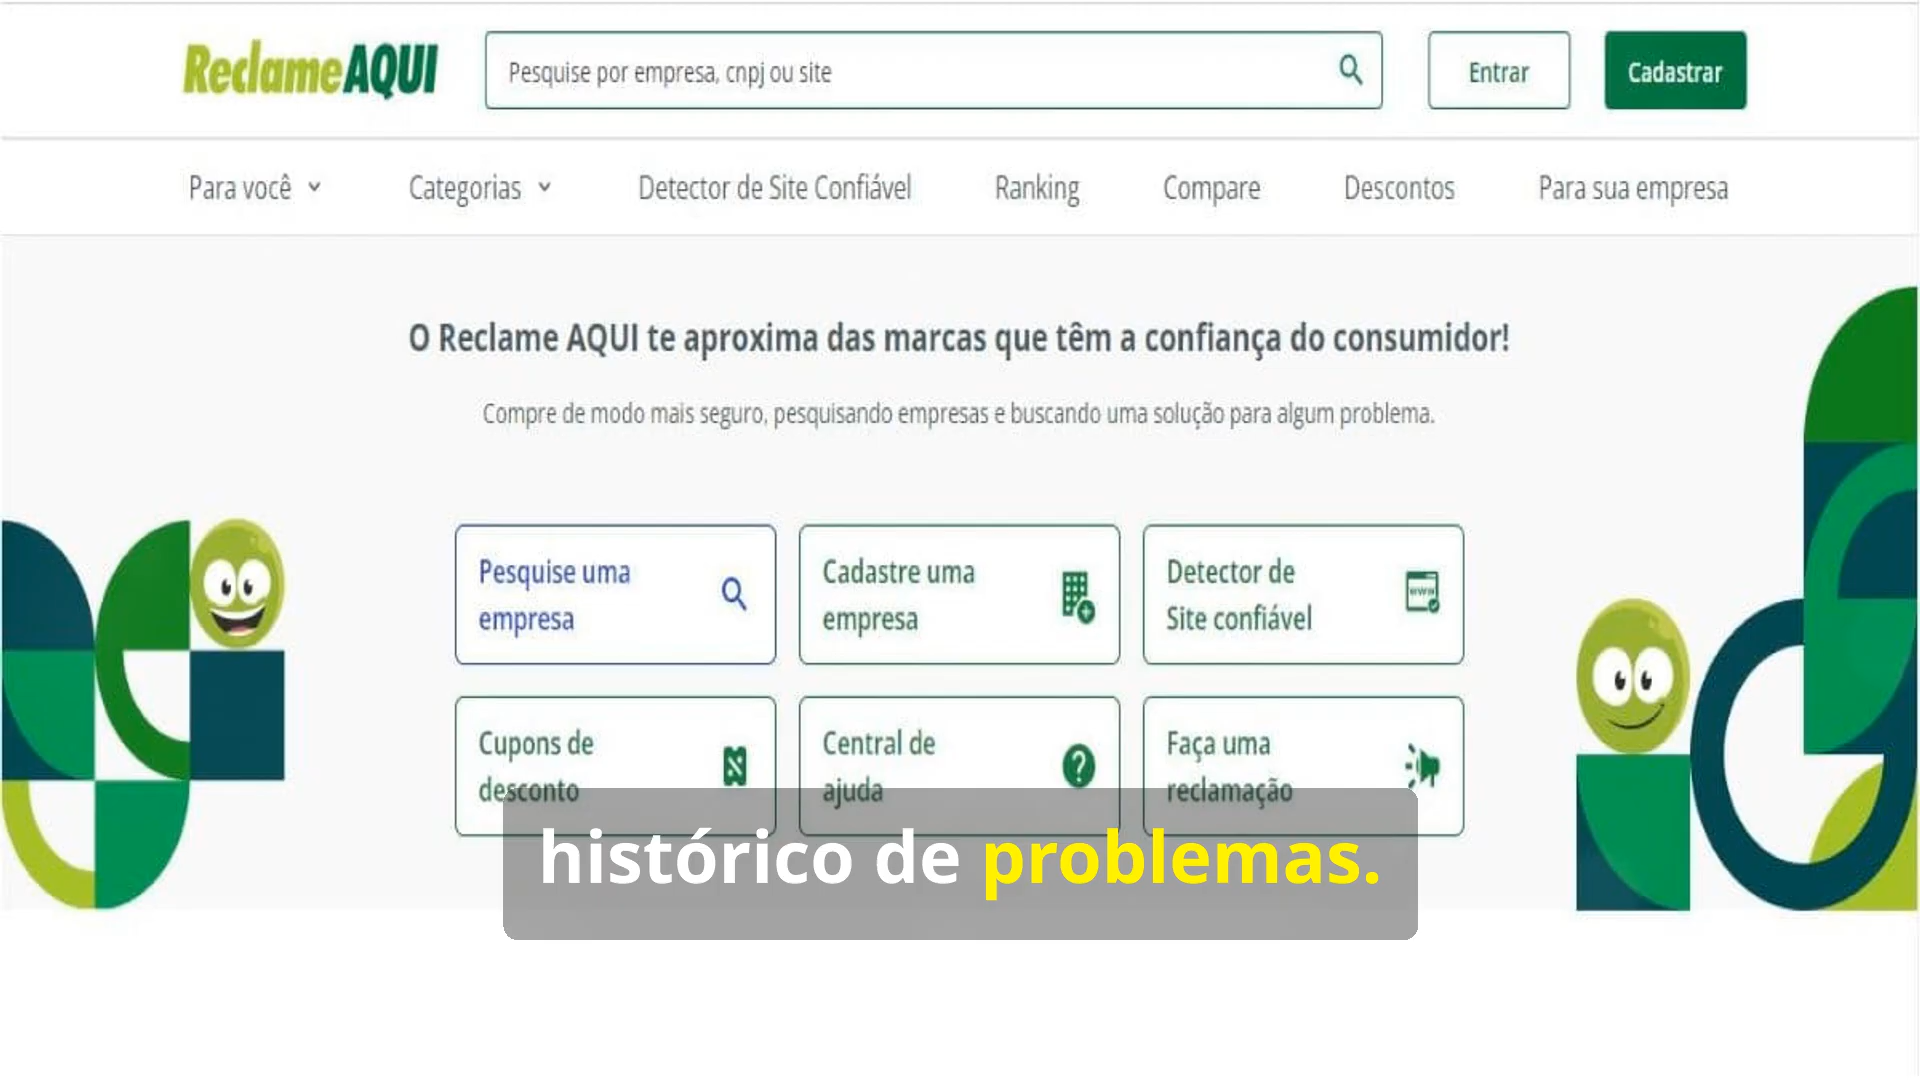 ReclameAQUI
Pesquise por empresa, cnpj ou site
Entrar
Cadastrar
Para você
Categorias
Detector de Site Confiável
Ranking
Compare
Descontos
Para sua empresa
O Reclame AQUI te aproxima das marcas que têm a confiança do consumidor!
Compre de modo mais seguro, pesquisando empresas e buscando uma solução para algum problema.
Pesquise uma
empresa
Cadastre uma
empresa
Detector de
Site confiável
www
Cupons de
desconto
Central de
ajuda
Faça uma
reclamação
histórico de problemas.